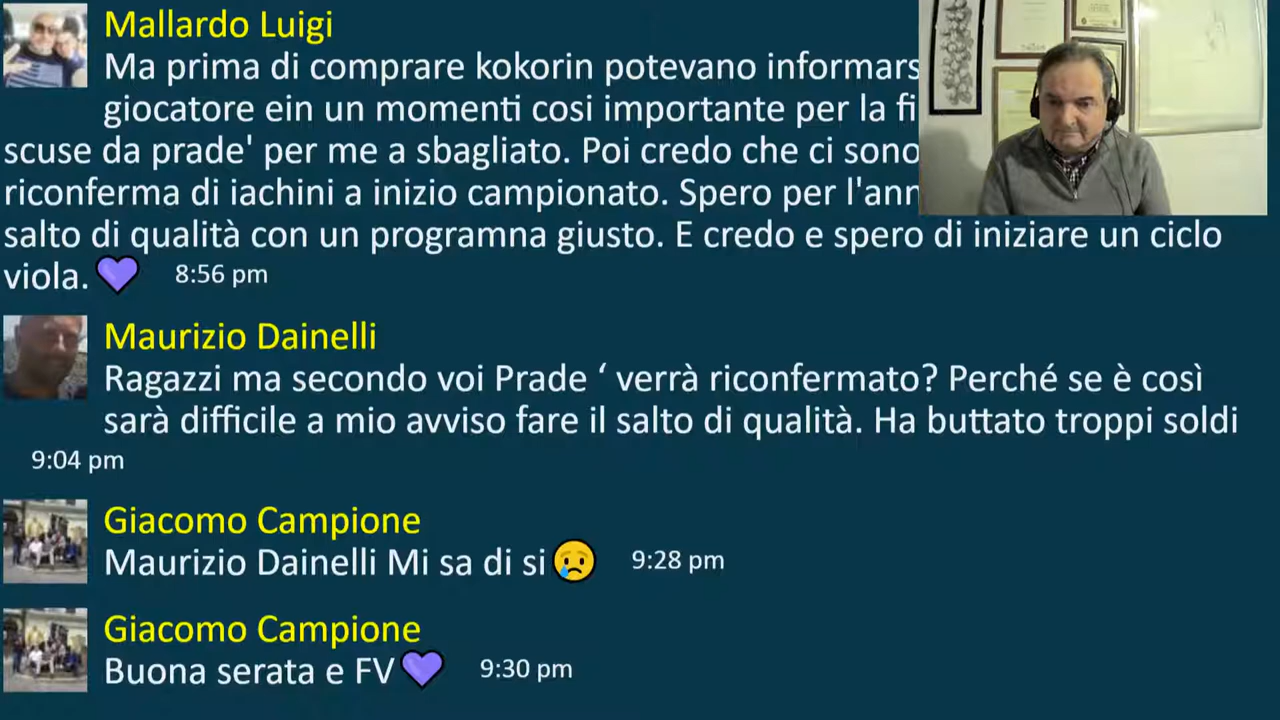 Mallardo Luigi
Ma prima di comprare kokorin potevano informars
giocatore ein un momenti cosi importante per la fi
scuse da prade' per me a sbagliato. Poi credo che ci sono
riconferma di iachini a inizio campionato. Spero per l'ann
salto di qualità con un programna giusto. E credo e spero di iniziare un ciclo
viola.💜 8:56 pm
Maurizio Dainelli
Ragazzi ma secondo voi Prade ‘ verrà riconfermato? Perché se è così
sarà difficile a mio avviso fare il salto di qualità. Ha buttato troppi soldi
9:04 pm
Giacomo Campione
Maurizio Dainelli Mi sa di si😢 9:28 pm
Giacomo Campione
Buona serata e FV💜 9:30 pm